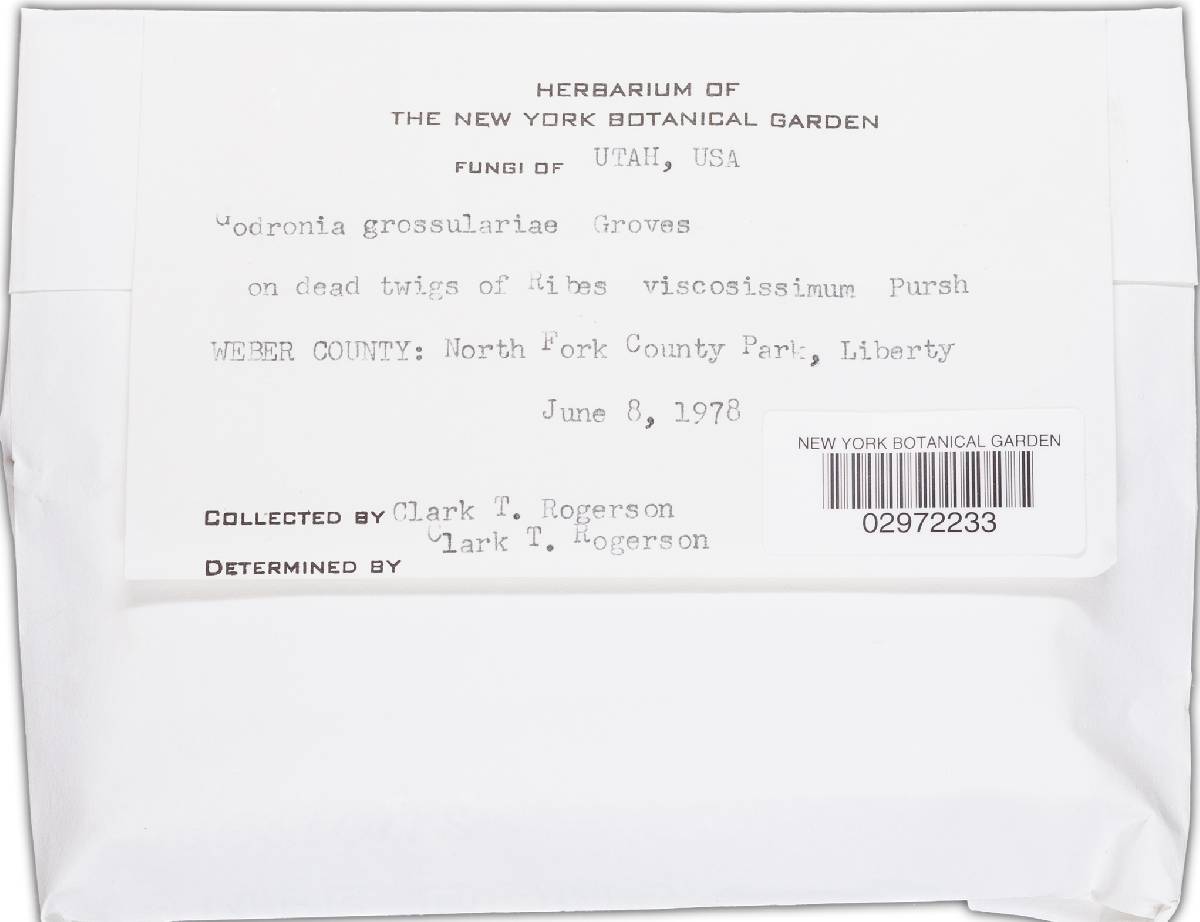 HERBARIUM OF
THE NEW YORK BOTANICAL GARDEN
FUNGI OF UTAH, USA
Godronia grossulariae Groves
on dead twigs of Ribes viscosissimum Pursh
WEBER COUNTY: North Fork County Park, Liberty
June 8, 1978
NEW YORK BOTANICAL GARDEN
02972233
COLLECTED BY Clark T. Rogerson
Clark T. Rogerson
DETERMINED BY